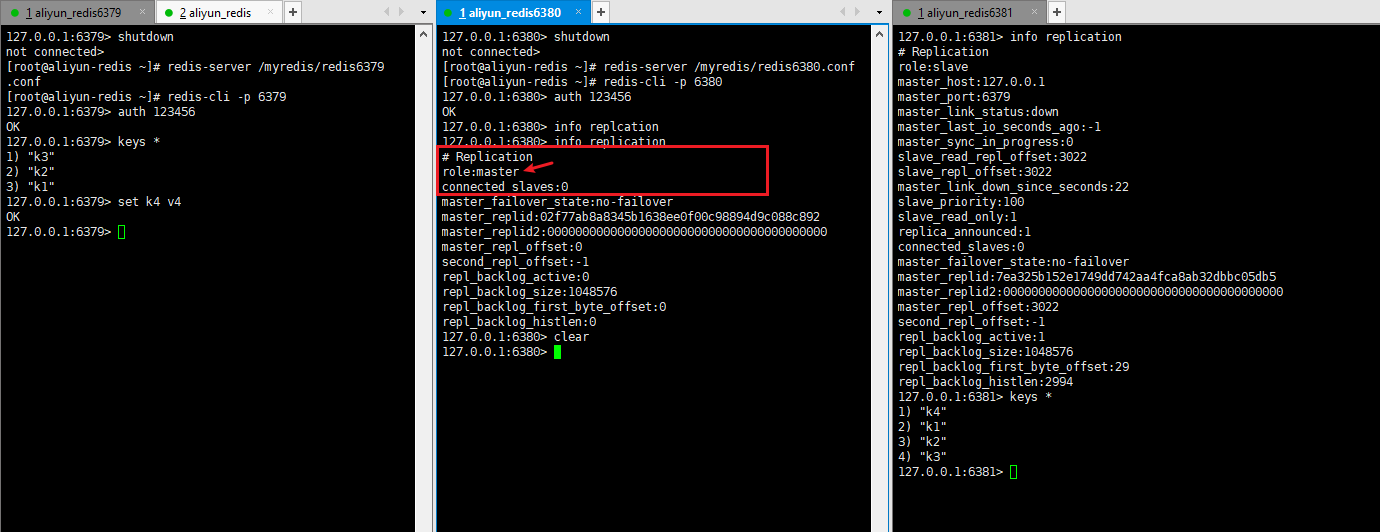 1 aliyun_redis6379
2 aliyun_redis
127.0.0.1:6379> shutdown
not connected>
[root@aliyun-redis ~]# redis-server /myredis/redis6379
.conf
[root@aliyun-redis ~]# redis-cli -p 6379
127.0.0.1:6379> auth 123456
OK
127.0.0.1:6379> keys *
1) "k3"
2) "k2"
3) "k1"
127.0.0.1:6379> set k4 v4
OK
127.0.0.1:6379>
1 aliyun_redis6380
127.0.0.1:6380> shutdown
not connected>
[root@aliyun-redis ~]# redis-server /myredis/redis6380.conf
[root@aliyun-redis ~]# redis-cli -p 6380
127.0.0.1:6380> auth 123456
OK
127.0.0.1:6380> info replcation
127.0.0.1:6380> info replication
# Replication
role:master
connected_slaves:0
master_failover_state:no-failover
master_replid:02f77ab8a8345b1638ee0f00c98894d9c088c892
master_replid2:0000000000000000000000000000000000000000
master_repl_offset:0
second_repl_offset:-1
repl_backlog_active:0
repl_backlog_size:1048576
repl_backlog_first_byte_offset:0
repl_backlog_histlen:0
127.0.0.1:6380> clear
127.0.0.1:6380>
1 aliyun_redis6381
127.0.0.1:6381> info replication
# Replication
role:slave
master_host:127.0.0.1
master_port:6379
master_link_status:down
master_last_io_seconds_ago:-1
master_sync_in_progress:0
slave_read_repl_offset:3022
slave_repl_offset:3022
master_link_down_since_seconds:22
slave_priority:100
slave_read_only:1
replica_announced:1
connected_slaves:0
master_failover_state:no-failover
master_replid:7ea325b152e1749dd742aa4fca8ab32dbbc05db5
master_replid2:0000000000000000000000000000000000000000
master_repl_offset:3022
second_repl_offset:-1
repl_backlog_active:1
repl_backlog_size:1048576
repl_backlog_first_byte_offset:29
repl_backlog_histlen:2994
127.0.0.1:6381> keys *
1) "k4"
2) "k1"
3) "k2"
4) "k3"
127.0.0.1:6381>